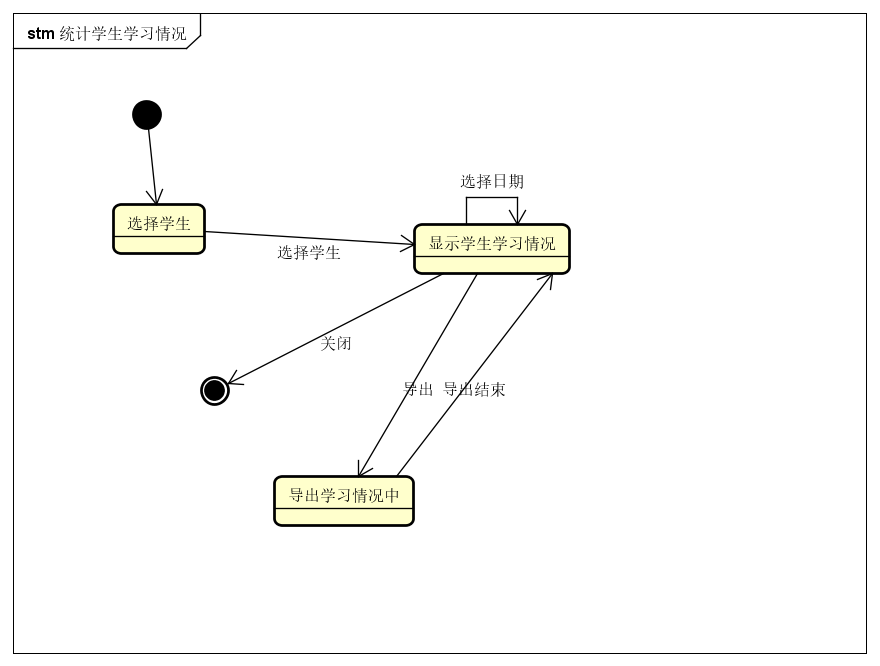 stm 统计学生学习情况
选择日期
选择学生
显示学生学习情况
选择学生
关闭
导出 导出结束
导出学习情况中